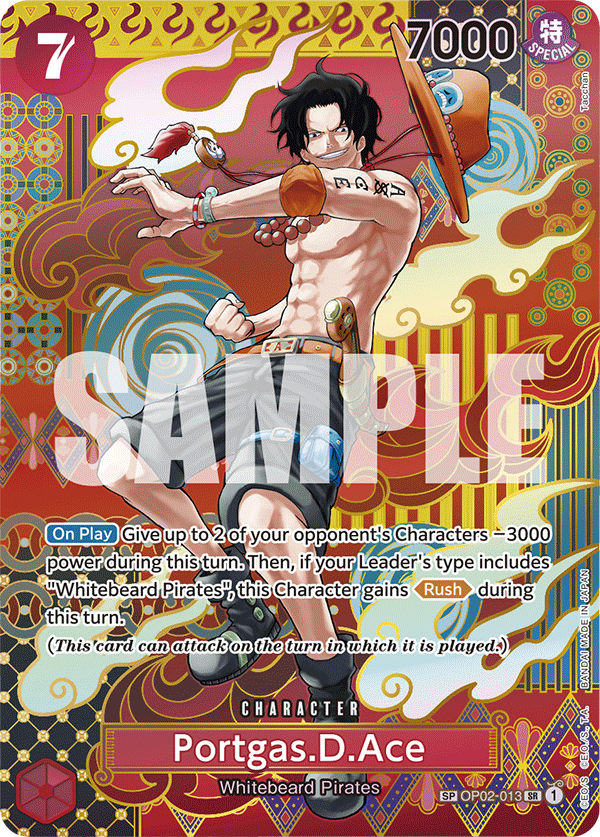 7
7000
特
SPECIAL
Tacchan
ASCE
SAMPLE
On Play Give up to 2 of your opponent's Characters −3000
power during this turn. Then, if your Leader's type includes
"Whitebeard Pirates", this Character gains Rush during
this turn.
(This card can attack on the turn in which it is played.)
CHARACTER
Portgas.D.Ace
Whitebeard Pirates
SP OP02-013 SR 1
©E.O/S. ©E.O./S., T.A. BANDAI MADE IN JAPAN